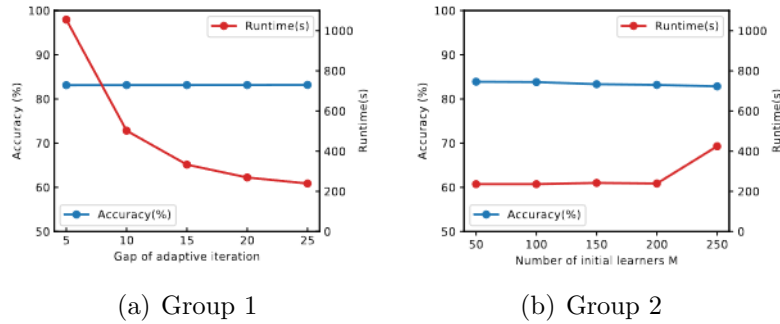 100
90
80
70
60
50
Accuracy (%)
Runtime(s)
Accuracy(%)
1000
800
600
400
200
0
Runtime(s)
5 10 15 20 25
Gap of adaptive iteration
(a) Group 1
100
90
80
70
60
50
Accuracy (%)
Runtime(s)
Accuracy(%)
1000
800
600
400
200
0
Runtime(s)
50 100 150 200 250
Number of initial learners M
(b) Group 2